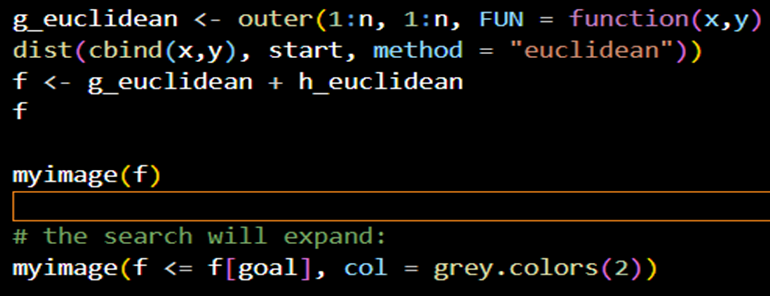 g_euclidean <- outer(1:n, 1:n, FUN = function(x,y)
dist(cbind(x,y), start, method = "euclidean"))
f <- g_euclidean + h_euclidean
f
myimage(f)
# the search will expand:
myimage(f <= f[goal], col = grey.colors(2))